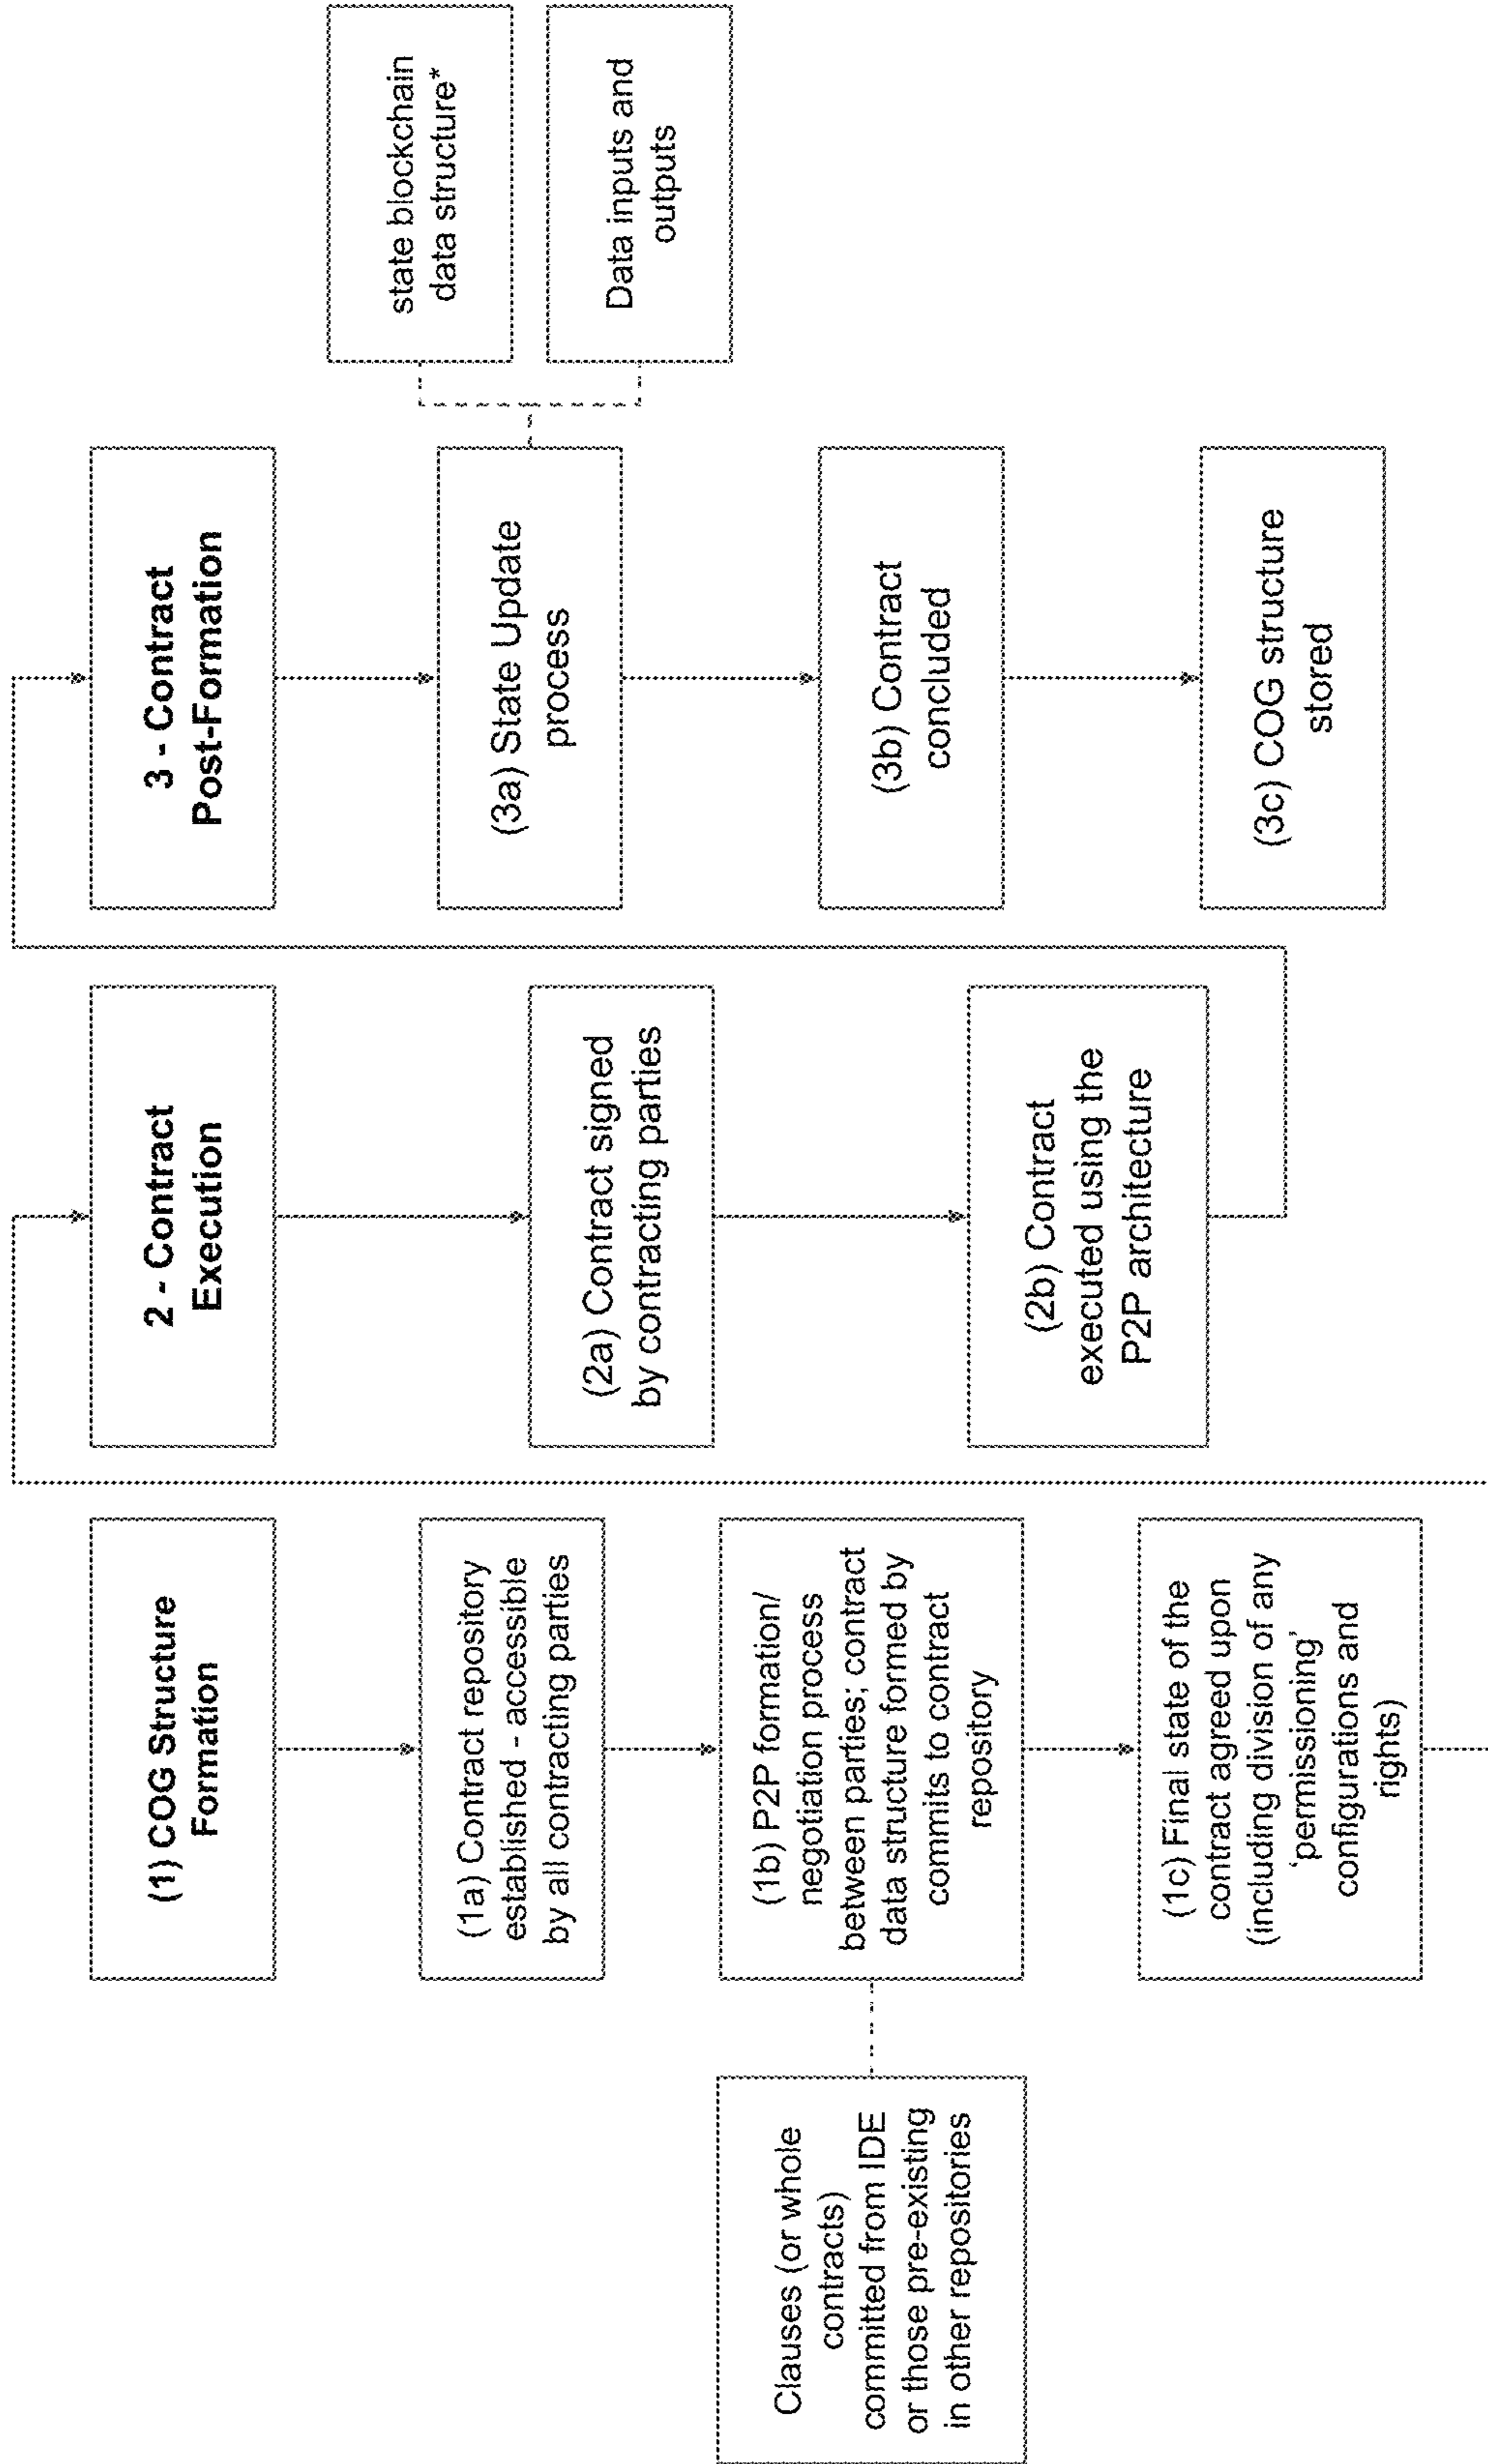 (1) COG Structure
Formation
(1a) Contract repository
established - accessible
by all contracting parties
Clauses (or whole
contracts)
committed from IDE
or those pre-existing
in other repositories
(1b) P2P formation/
negotiation process
between parties; contract
data structure formed by
commits to contract
repository
(1c) Final state of the
contract agreed upon
(including division of any
‘permissioning’
configurations and
rights)
2 - Contract
Execution
(2a) Contract signed
by contracting parties
(2b) Contract
executed using the
P2P architecture
3 - Contract
Post-Formation
(3a) State Update
process
state blockchain
data structure*
Data inputs and
outputs
(3b) Contract
concluded
(3c) COG structure
stored